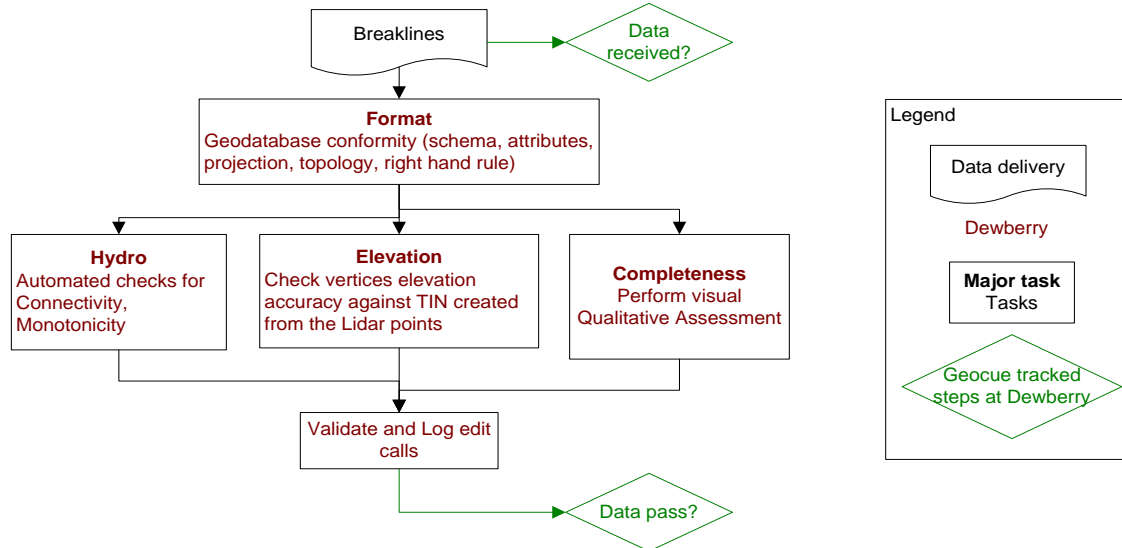 Breaklines
Data
received?
Format
Geodatabase conformity (schema, attributes,
projection, topology, right hand rule)
Hydro
Automated checks for
Connectivity,
Monotonicity
Elevation
Check vertices elevation
accuracy against TIN created
from the Lidar points
Completeness
Perform visual
Qualitative Assessment
Validate and Log edit
calls
Data pass?
Legend
Data delivery
Dewberry
Major task
Tasks
Geocue tracked
steps at Dewberry